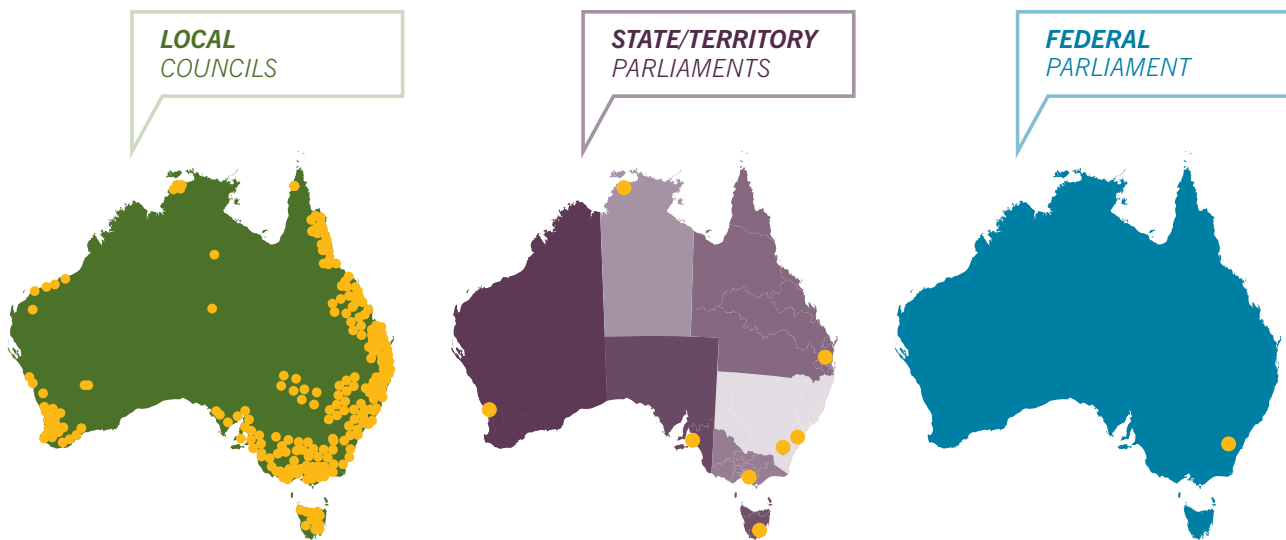 LOCAL
COUNCILS
STATE/TERRITORY
PARLIAMENTS
FEDERAL
PARLIAMENT